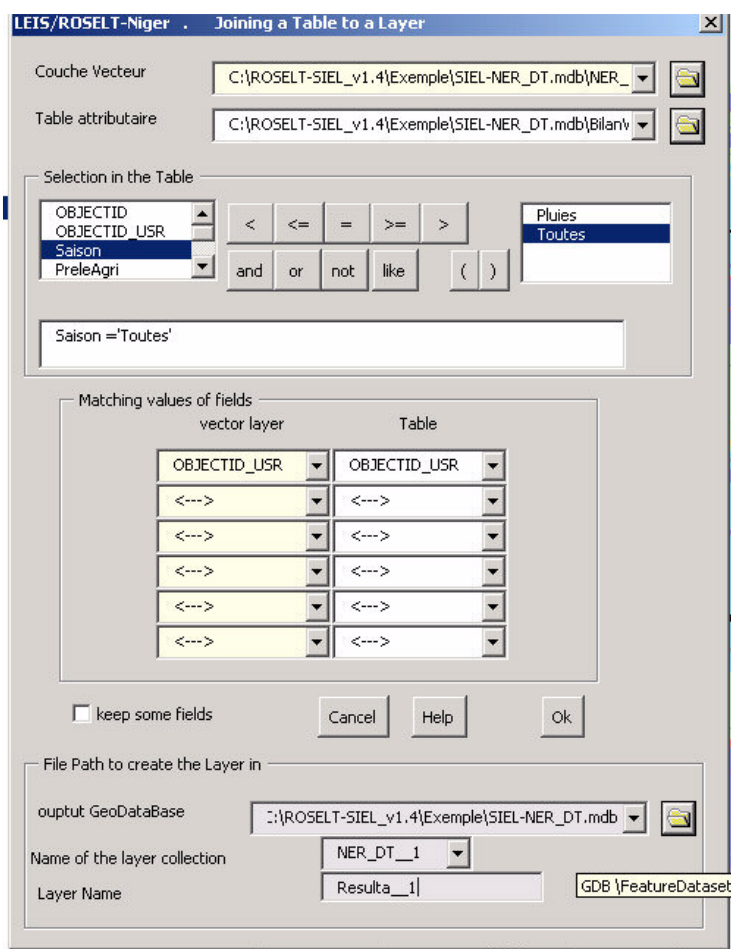 LEIS/ROSELT-Niger . Joining a Table to a Layer
Couche Vecteur
C:\ROSELT-SIEL_v1.4\Exemple\SIEL-NER_DT.mdb\NER_
Table attributaire
C:\ROSELT-SIEL_v1.4\Exemple\SIEL-NER_DT.mdb\Bilan\
Selection in the Table
OBJECTID
OBJECTID_USR
Saison
PreleAgri
< <= = >= >
and or not like ( )
Pluies
Toutes
Saison ='Toutes'
Matching values of fields
vector layer Table
OBJECTID_USR OBJECTID_USR
<---> <--->
<---> <--->
<---> <--->
<---> <--->
<---> <--->
keep some fields
Cancel Help Ok
File Path to create the Layer in
ouptut GeoDataBase
:\ROSELT-SIEL_v1.4\Exemple\SIEL-NER_DT.mdb
Name of the layer collection
NER_DT__1
Layer Name
Resulta__1
GDB \FeatureDataset